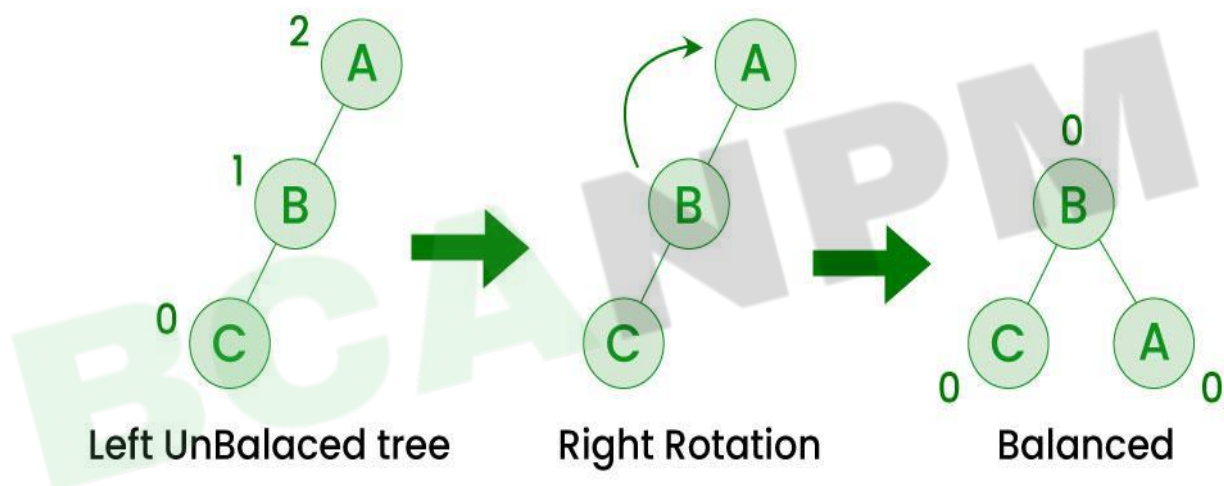 2
A
1
B
0
C
Left UnBalaced tree
A
B
C
Right Rotation
0
B
C
A
0
0
Balanced
BCANPM